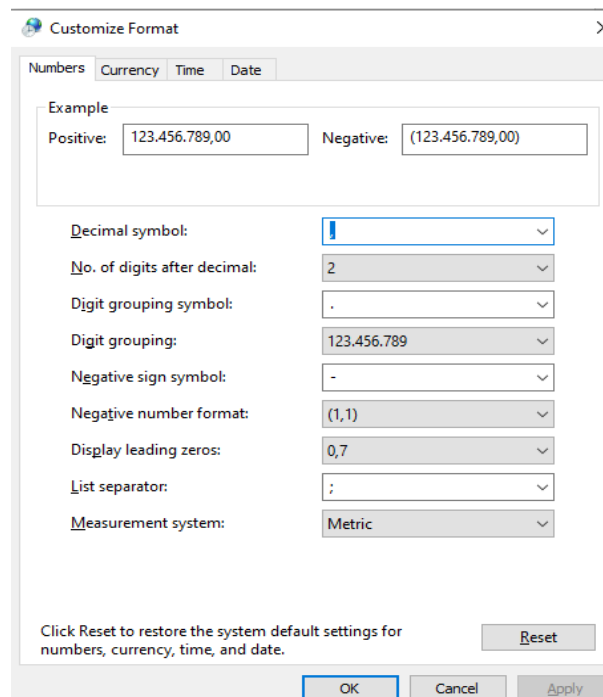 Customize Format
Numbers Currency Time Date
Example
Positive: 123.456.789,00 Negative: (123.456.789,00)
Decimal symbol: ,
No. of digits after decimal: 2
Digit grouping symbol: .
Digit grouping: 123.456.789
Negative sign symbol: -
Negative number format: (1,1)
Display leading zeros: 0,7
List separator: ;
Measurement system: Metric
Click Reset to restore the system default settings for
numbers, currency, time, and date.
Reset
OK Cancel Apply